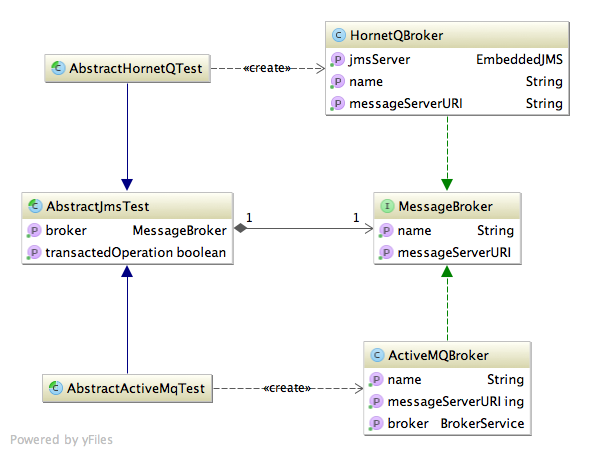 HornetQBroker
AbstractHornetQTest
«create»
jmsServer EmbeddedJMS
name String
messageServerURI String
AbstractJmsTest
broker MessageBroker
transactedOperation boolean
1
1
MessageBroker
name String
messageServerURI
ActiveMQBroker
AbstractActiveMqTest
«create»
name String
messageServerURI ing
broker BrokerService
Powered by yFiles